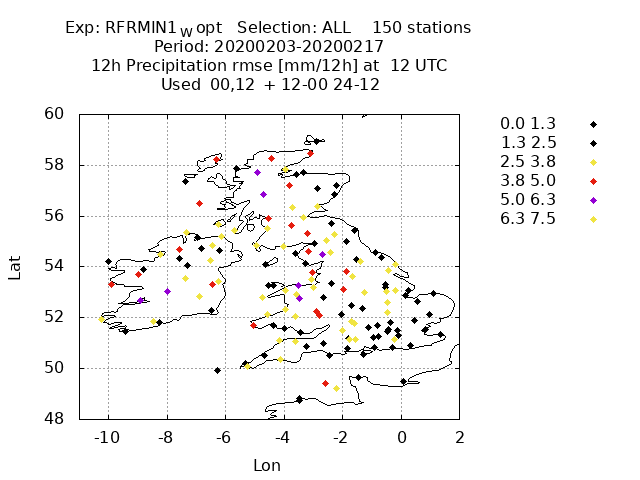 Exp: RFRMIN1wopt Selection: ALL 150 stations
Period: 20200203-20200217
12h Precipitation rmse [mm/12h] at 12 UTC
Used 00,12 + 12-00 24-12
60
58
56
54
52
50
48
-10 -8 -6 -4 -2 0 2
Lat
Lon
0.0 1.3
1.3 2.5
2.5 3.8
3.8 5.0
5.0 6.3
6.3 7.5